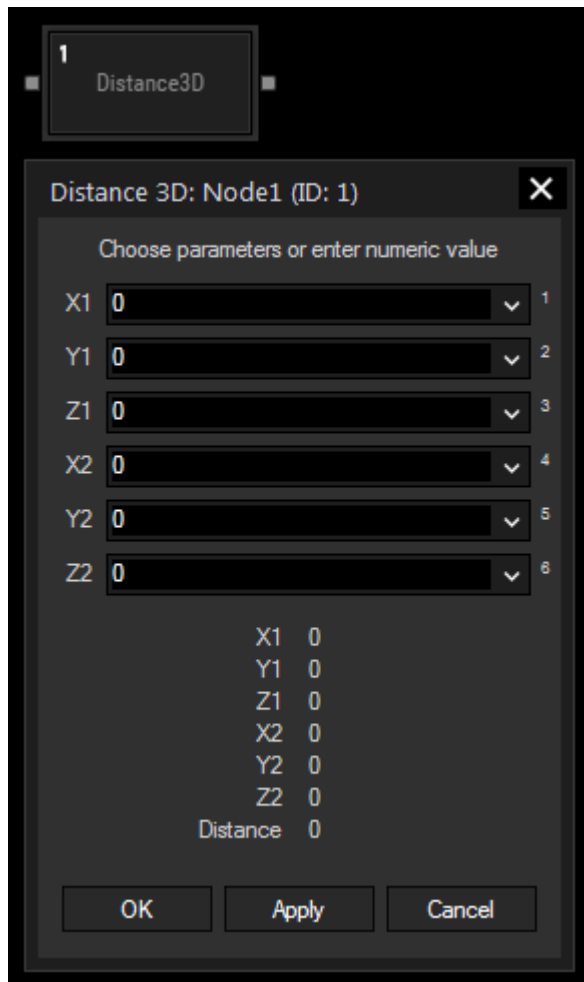 1
Distance3D
Distance 3D: Node1 (ID: 1)
Choose parameters or enter numeric value
X1 0 1
Y1 0 2
Z1 0 3
X2 0 4
Y2 0 5
Z2 0 6
X1 0
Y1 0
Z1 0
X2 0
Y2 0
Z2 0
Distance 0
OK Apply Cancel